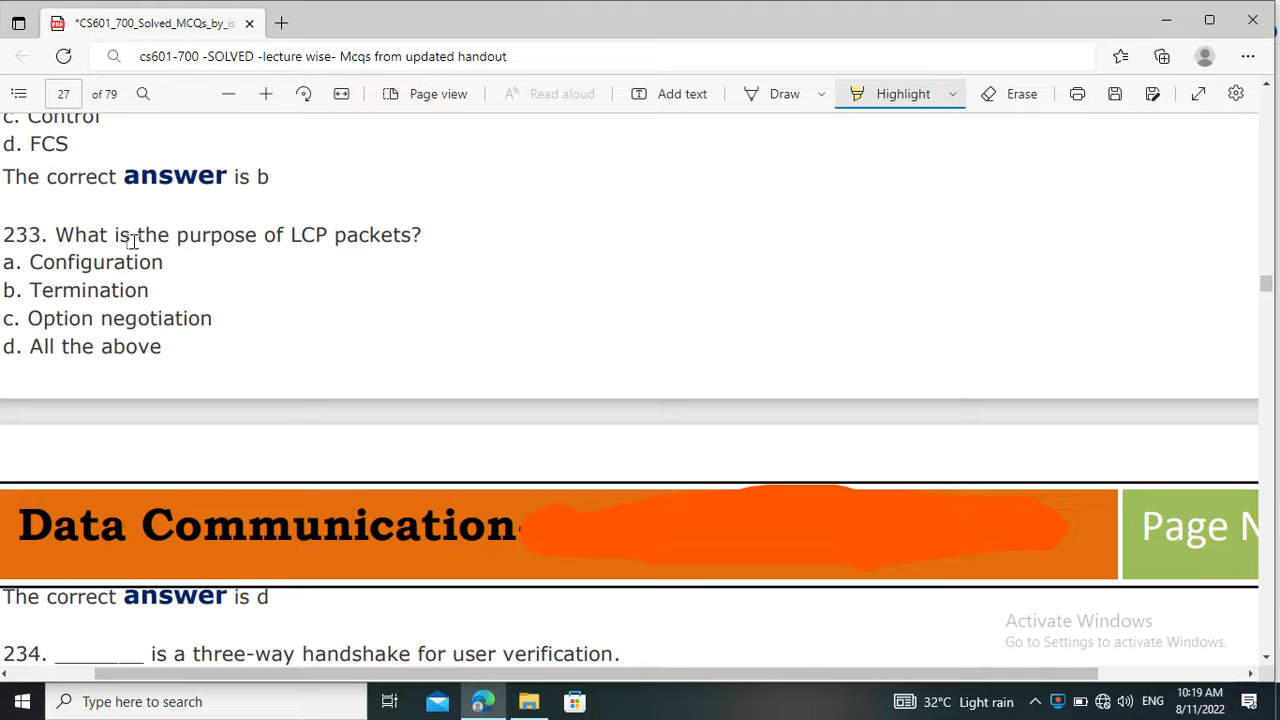 *CS601_700_Solved_MCQs_by_is
cs601-700 -SOLVED -lecture wise- Mcqs from updated handout
27 of 79 Page view Read aloud Add text Draw Highlight Erase
c. Control
d. FCS
The correct answer is b
233. What is the purpose of LCP packets?
a. Configuration
b. Termination
c. Option negotiation
d. All the above
Data Communication
Page N
The correct answer is d
Activate Windows
Go to Settings to activate Windows.
234. ________ is a three-way handshake for user verification.
Type here to search
32°C Light rain
ENG
10:19 AM
8/11/2022